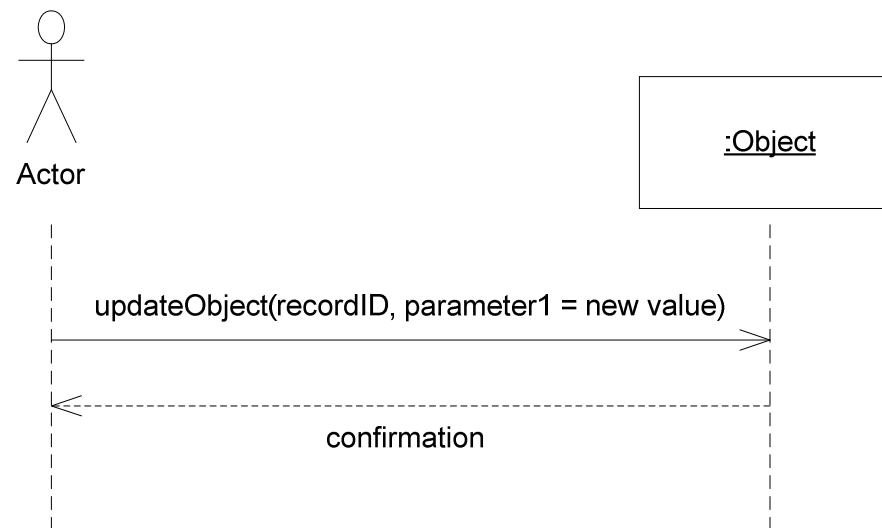 :Object
Actor
updateObject(recordID, parameter1 = new value)
confirmation